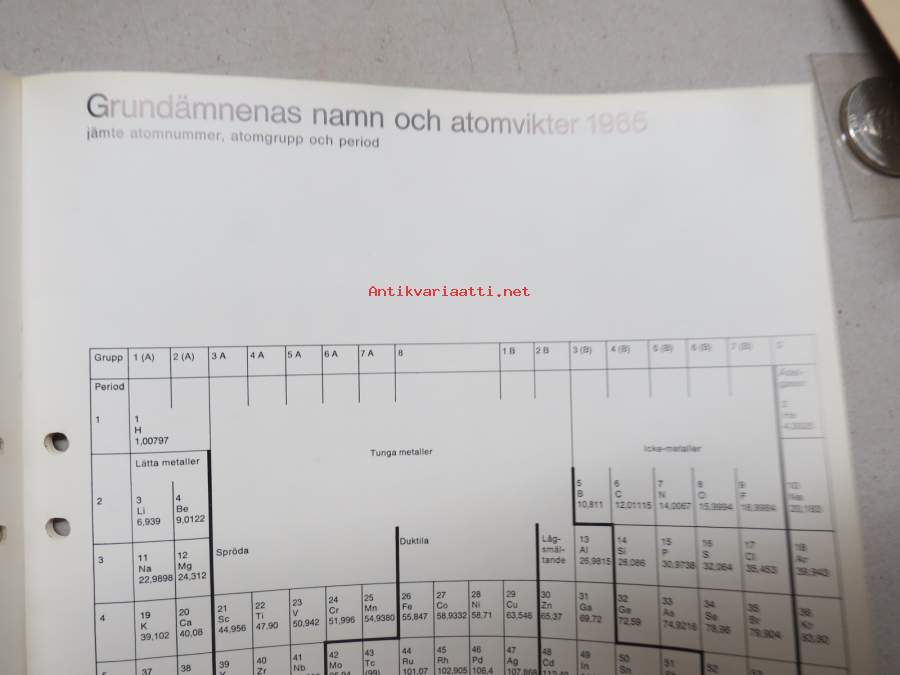 Grundämnenas namn och atomvikter 1965
jämte atomnummer, atomgrupp och period
Antikvariaatti.net
Grupp 1 (A) 2 (A) 3 A 4 A 5 A 6 A 7 A 8 1 B 2 B 3 (B) 4 (B) 5 (B) 6 (B) 7 (B)
Period
1 1
H
1,00797
Lätta metaller Tunga metaller Icke-metaller
2 3 4 5 6 7 8 9 10
Li Be B C N O F Ne
6,939 9,0122 10,811 12,01115 14,0067 15,9994
Spröda Duktila Låg-
smäl-
tande
3 11 12 13 14 15 16 17 18
Na Mg Al Si P S Cl Ar
22,9898 24,312 26,9815 28,086 30,9738 32,064 35,453
4 19 20 21 22 23 24 25 26 27 28 29 30 31 32 33 34 35 36
K Ca Sc Ti V Cr Mn Fe Co Ni Cu Zn Ga Ge As Se Br Kr
39,102 40,08 44,956 47,90 50,942 51,996 54,9380 55,847 58,9332 58,71 63,546 65,37 69,72 72,59 74,9216 78,96 79,904
37 38 39 40 41 42 43 44 45 46 47 48 49 50 51 52 53
Zr Nb Mo Tc Ru Rh Pd Ag Cd In Sn
(99) 101,07 102,905 106,4